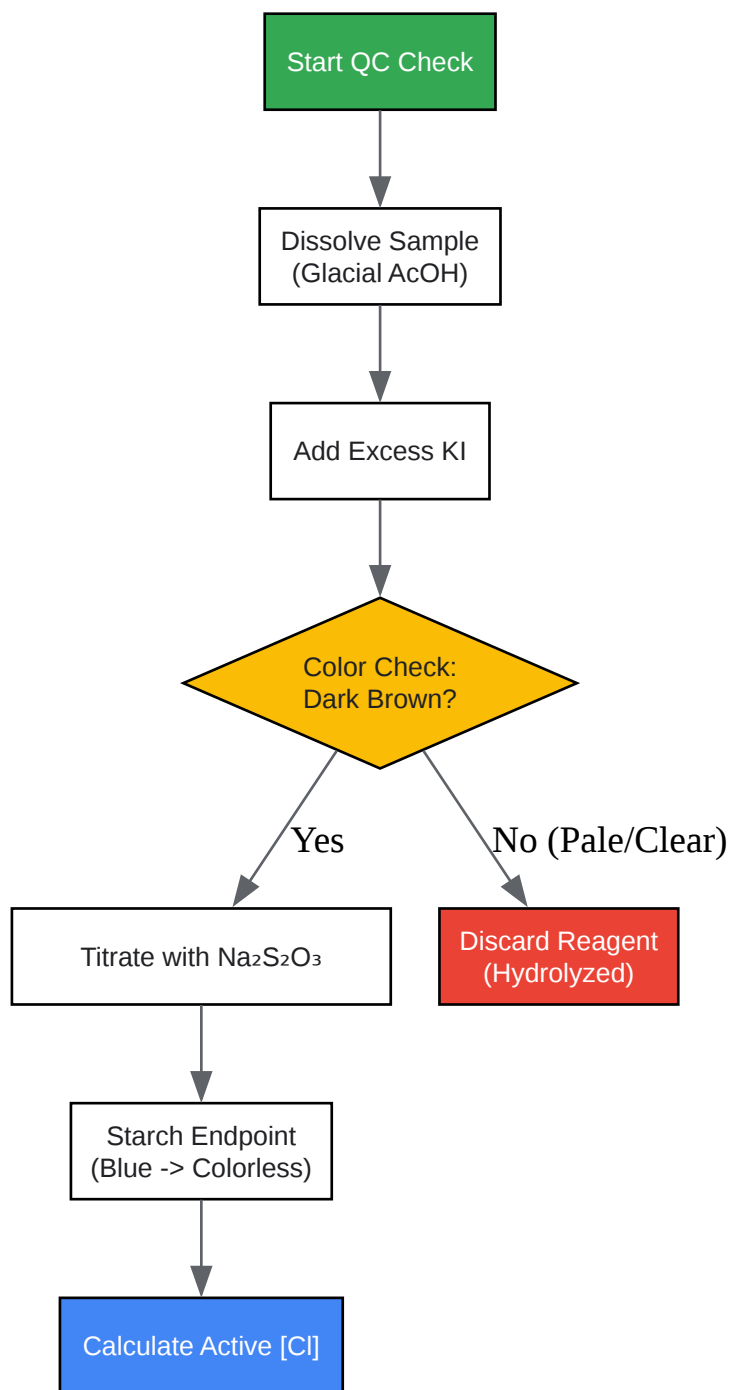 Start QC Check
Dissolve Sample
(Glacial AcOH)
Add Excess KI
Color Check:
Dark Brown?
Yes
No (Pale/Clear)
Titrate with Na₂S₂O₃
Discard Reagent
(Hydrolyzed)
Starch Endpoint
(Blue -> Colorless)
Calculate Active [Cl]